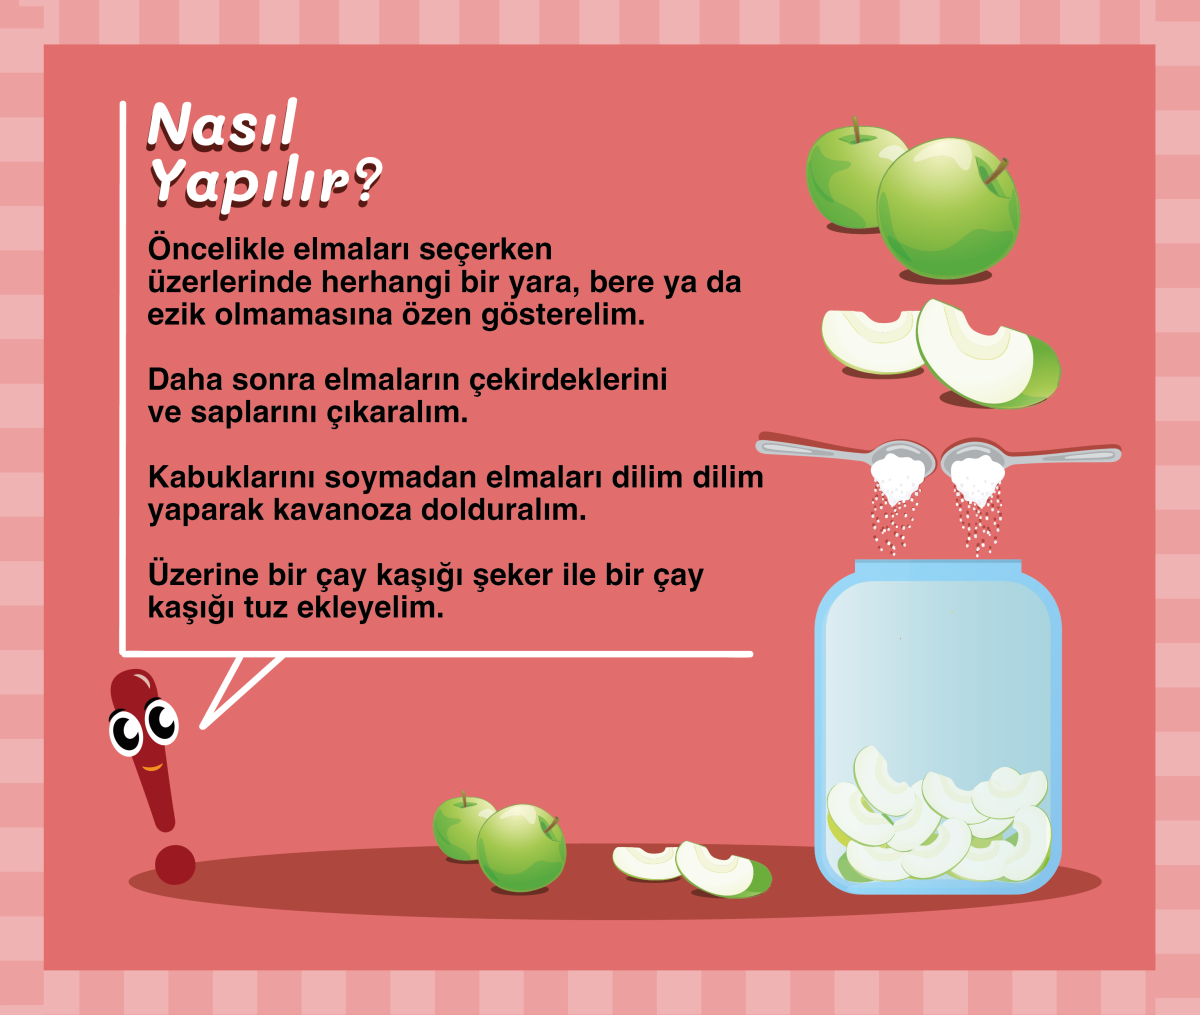 Nasıl
Yapılır?
Öncelikle elmaları seçerken
üzerlerinde herhangi bir yara, bere ya da
ezik olmamasına özen gösterelim.
Daha sonra elmaların çekirdeklerini
ve saplarını çıkaralım.
Kabuklarını soymadan elmaları dilim dilim
yaparak kavanoza dolduralım.
Üzerine bir çay kaşığı şeker ile bir çay
kaşığı tuz ekleyelim.